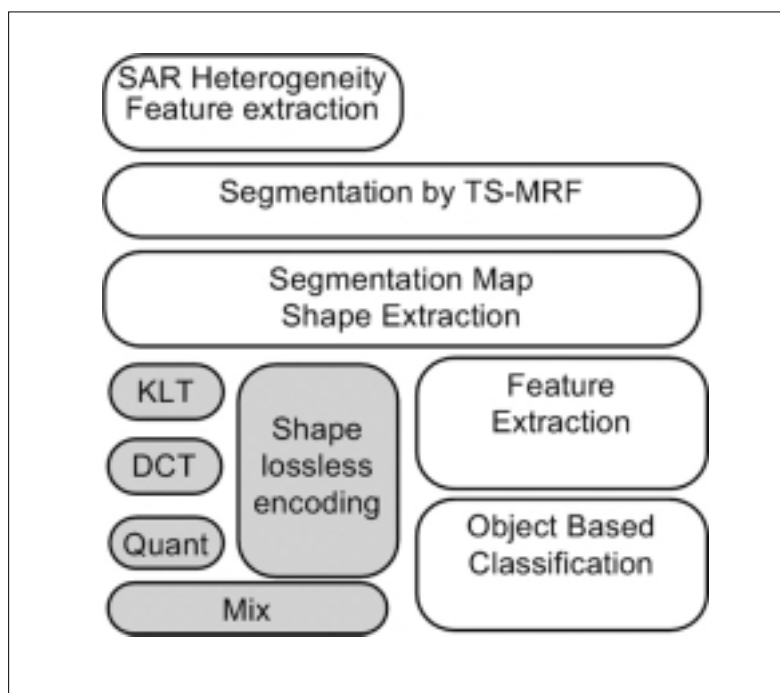 SAR Heterogeneity
Feature extraction
Segmentation by TS-MRF
Segmentation Map
Shape Extraction
KLT
DCT
Quant
Shape
lossless
encoding
Mix
Feature
Extraction
Object Based
Classification